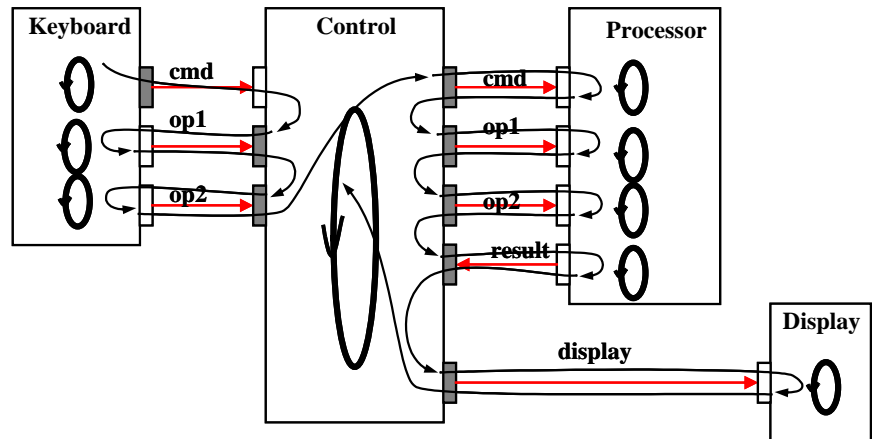 Keyboard
Control
Processor
cmd
cmd
op1
op1
op2
op2
result
Display
display